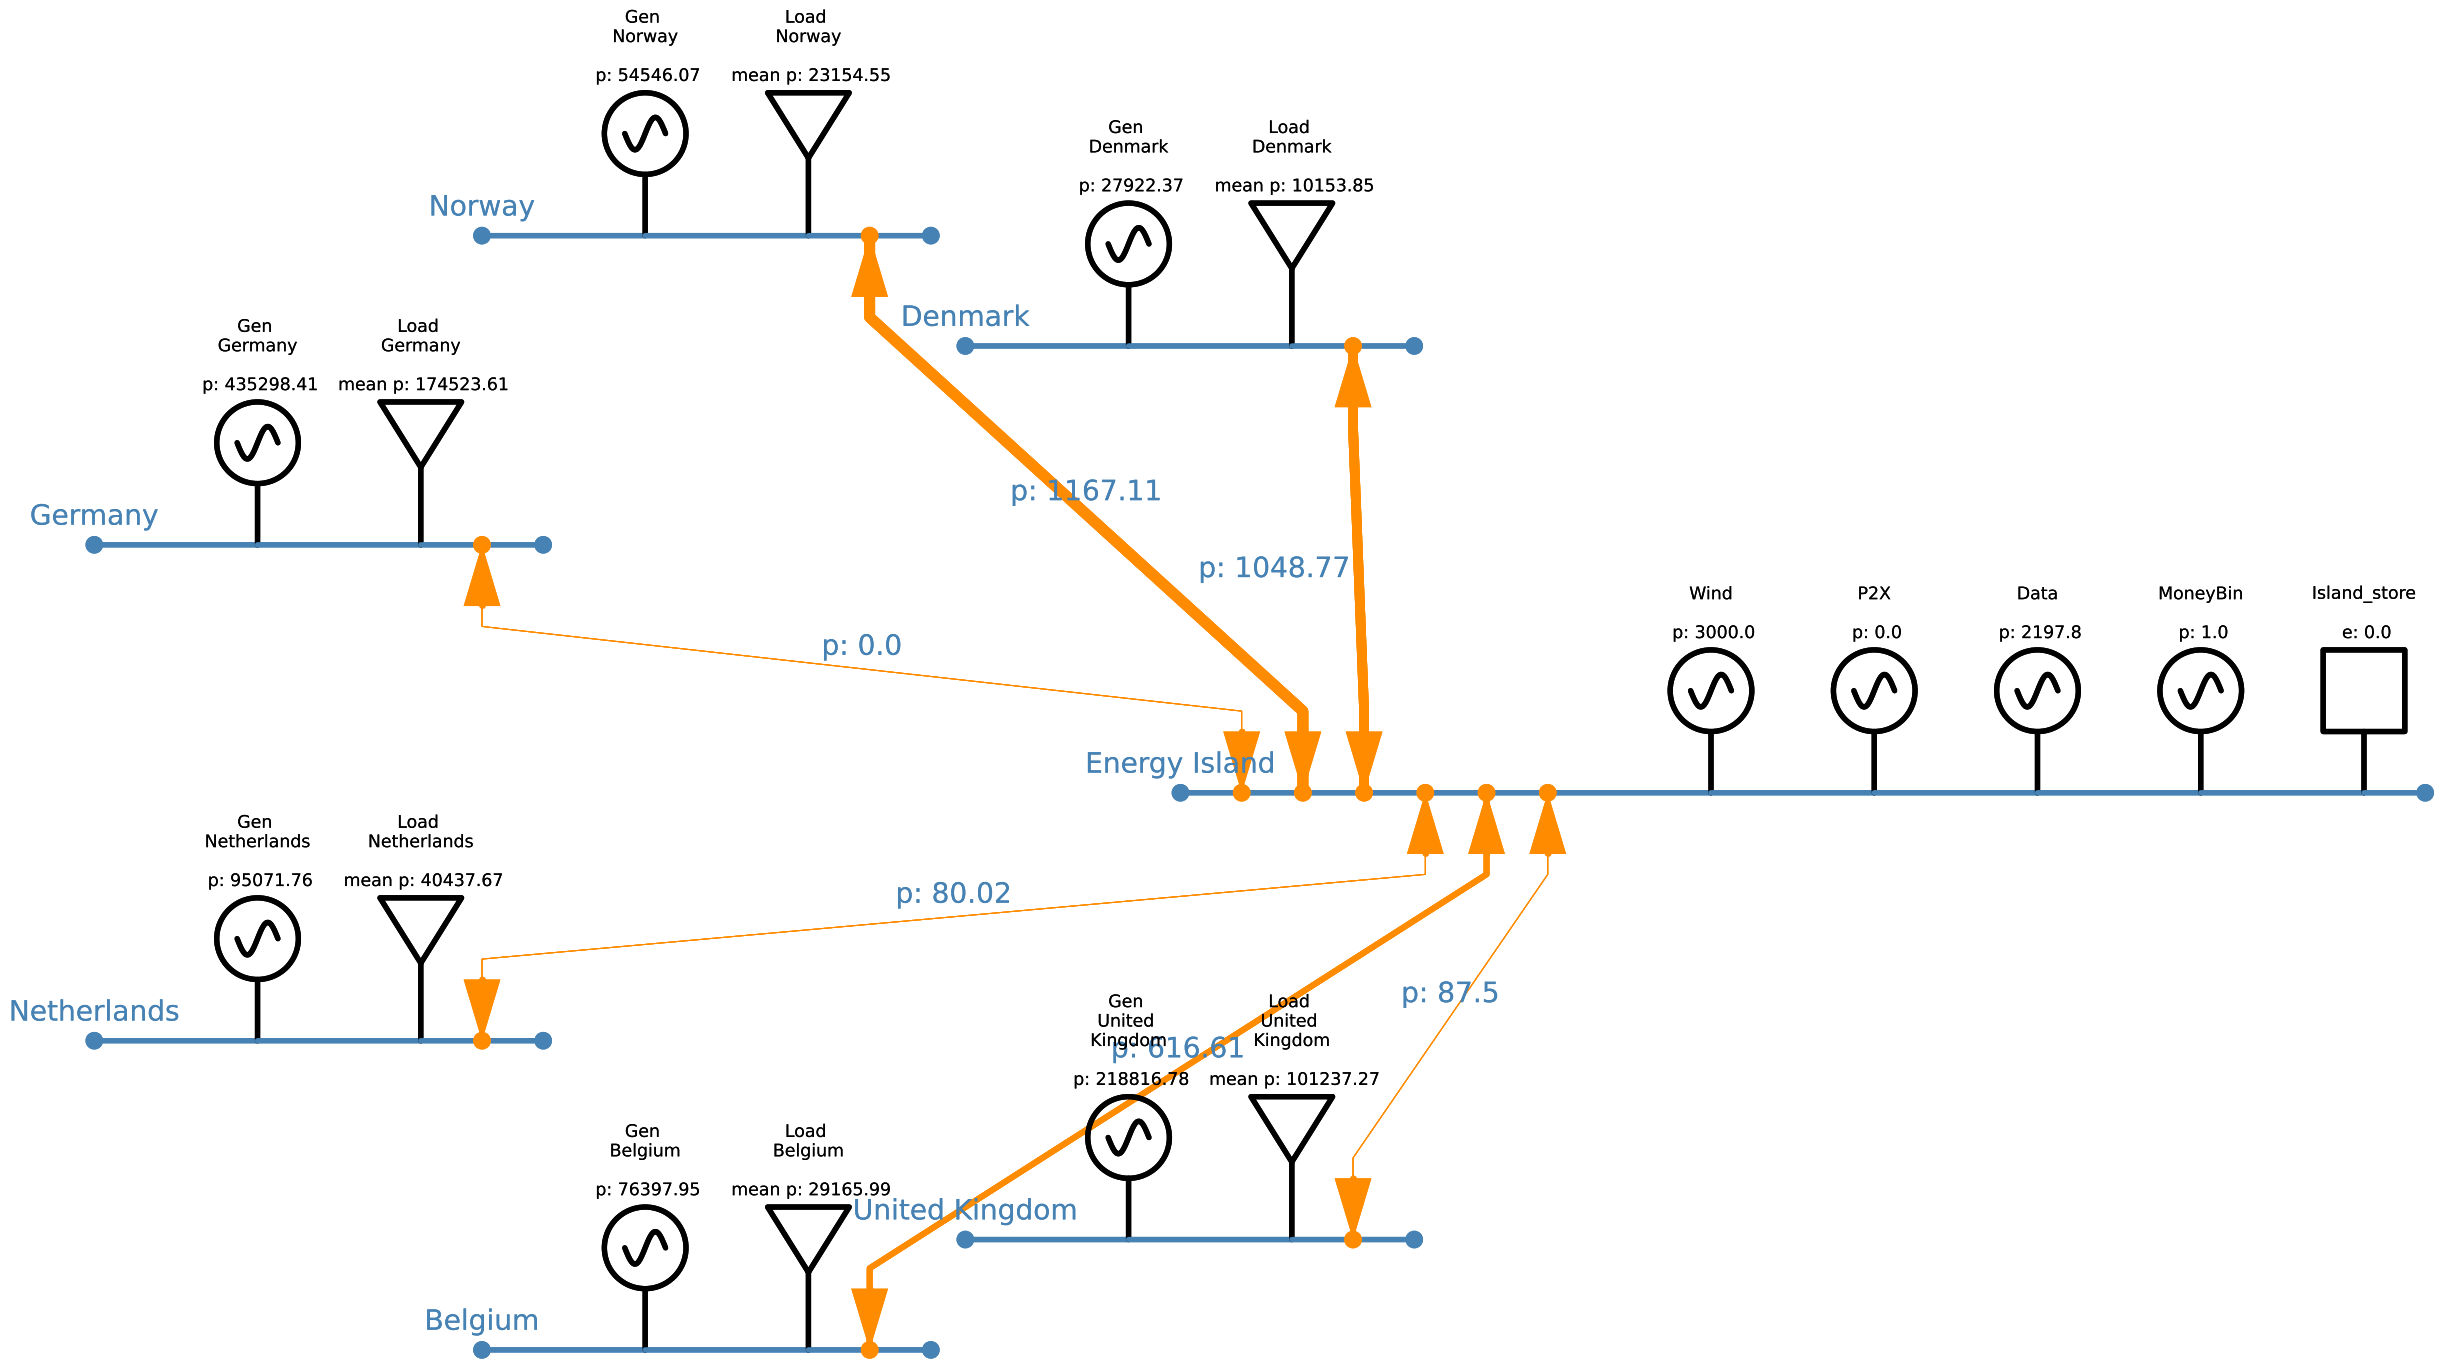 Gen
Norway
p: 54546.07
Load
Norway
mean p: 23154.55
Norway
Gen
Denmark
p: 27922.37
Load
Denmark
mean p: 10153.85
Denmark
Gen
Germany
p: 435298.41
Load
Germany
mean p: 174523.61
Germany
p: 1167.11
p: 1048.77
p: 0.0
Wind
p: 3000.0
P2X
p: 0.0
Data
p: 2197.8
MoneyBin
p: 1.0
Island_store
e: 0.0
Energy Island
Gen
Netherlands
p: 95071.76
Load
Netherlands
mean p: 40437.67
Netherlands
p: 80.02
p: 87.5
p: 616.61
Gen
United
Kingdom
p: 218816.78
Load
United
Kingdom
mean p: 101237.27
United Kingdom
Gen
Belgium
p: 76397.95
Load
Belgium
mean p: 29165.99
Belgium